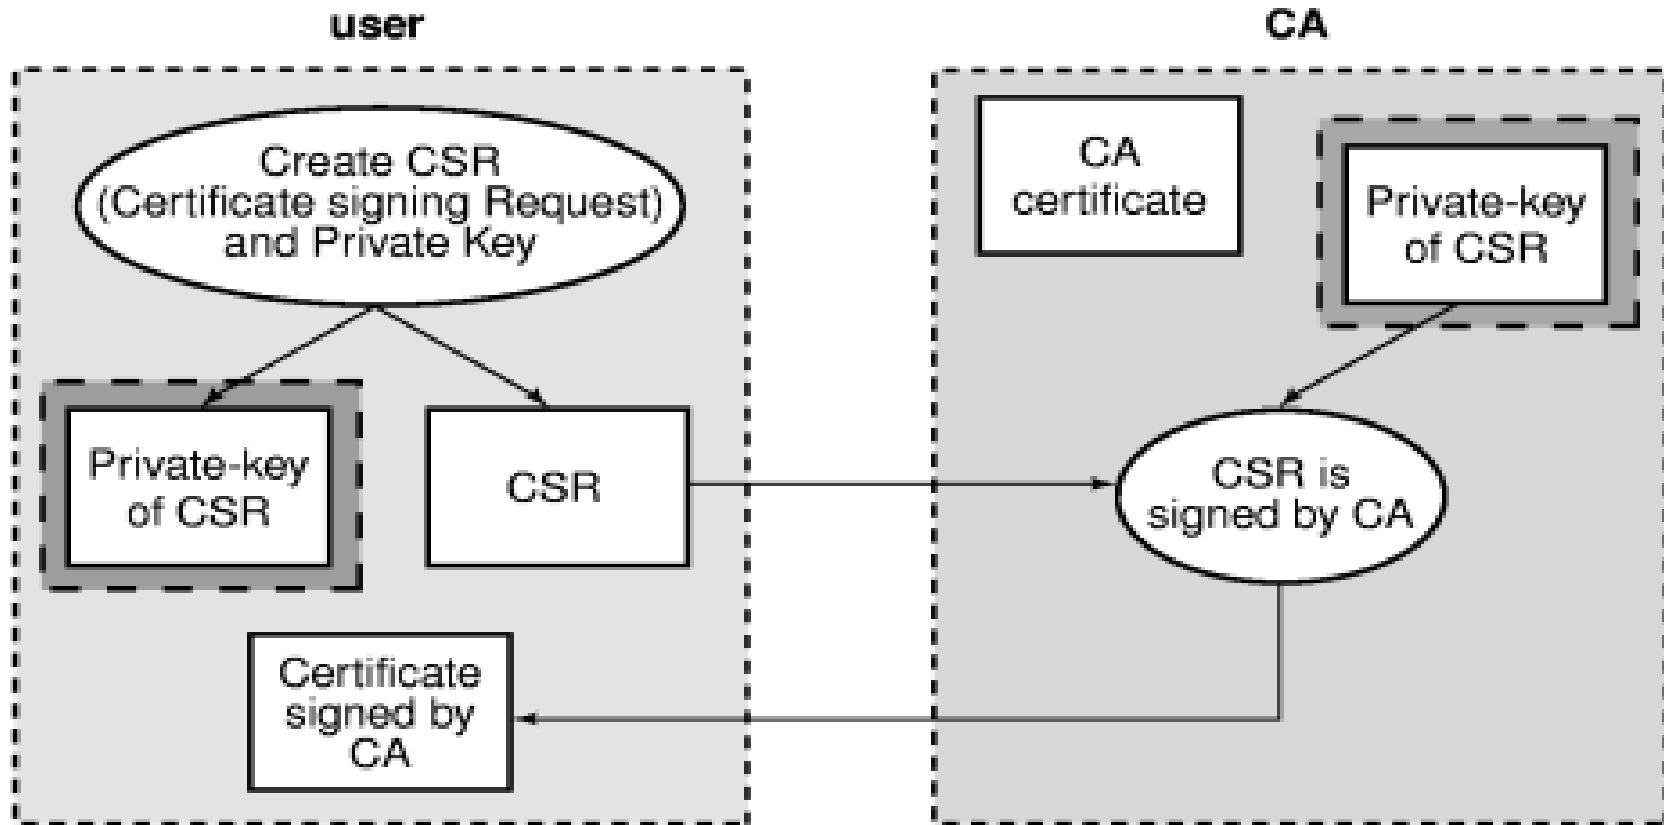 user
CA
Create CSR
(Certificate signing Request)
and Private Key
CA
certificate
Private-key
of CSR
Private-key
of CSR
CSR
CSR is
signed by CA
Certificate
signed by
CA